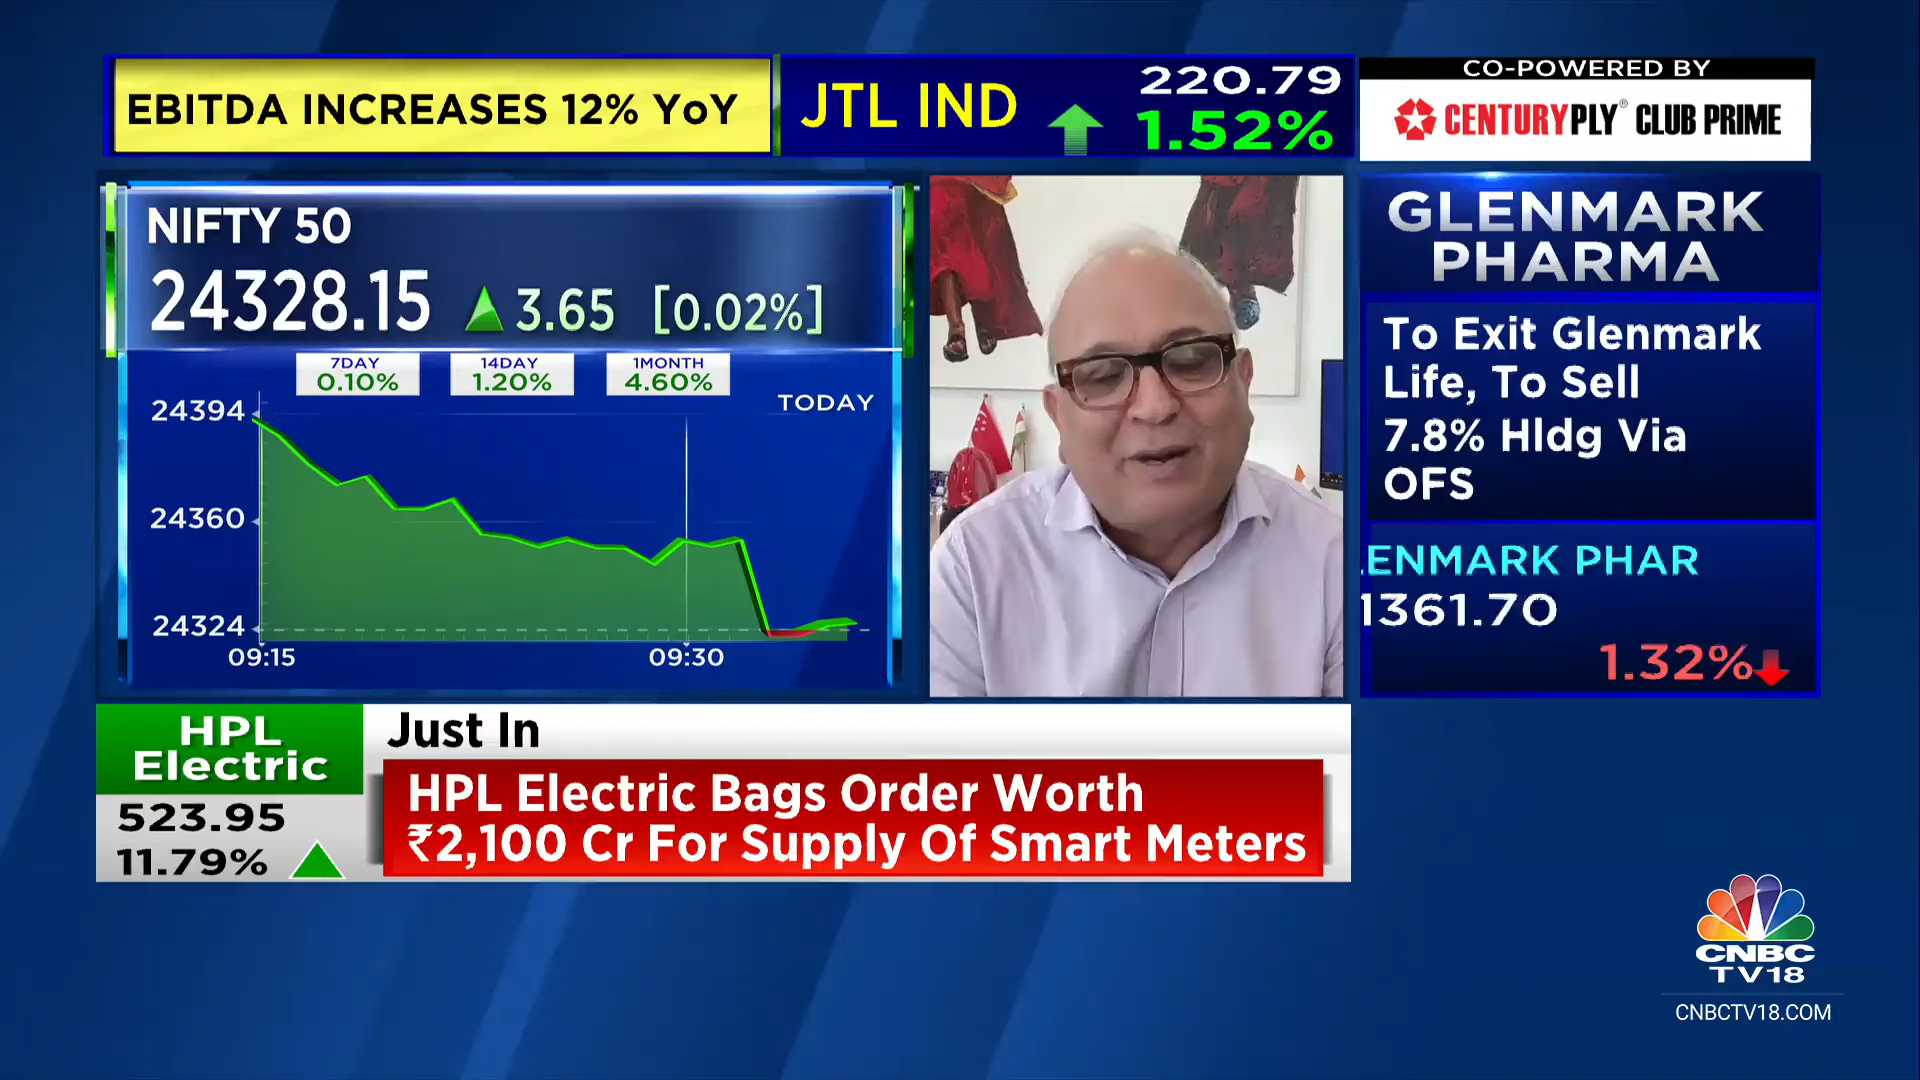 EBITDA INCREASES 12% YoY
JTL IND
220.79
1.52%
CO-POWERED BY
CENTURYPLY® CLUB PRIME
NIFTY 50
24328.15 3.65 [0.02%]
7DAY
0.10%
14DAY
1.20%
1MONTH
4.60%
TODAY
24394
24360
24324
09:15
09:30
GLENMARK
PHARMA
To Exit Glenmark
Life, To Sell
7.8% Hldg Via
OFS
ENMARK PHAR
1361.70
1.32%
HPL
Electric
523.95
11.79%
Just In
HPL Electric Bags Order Worth
₹2,100 Cr For Supply Of Smart Meters
CNBC
TV18
CNBCTV18.COM